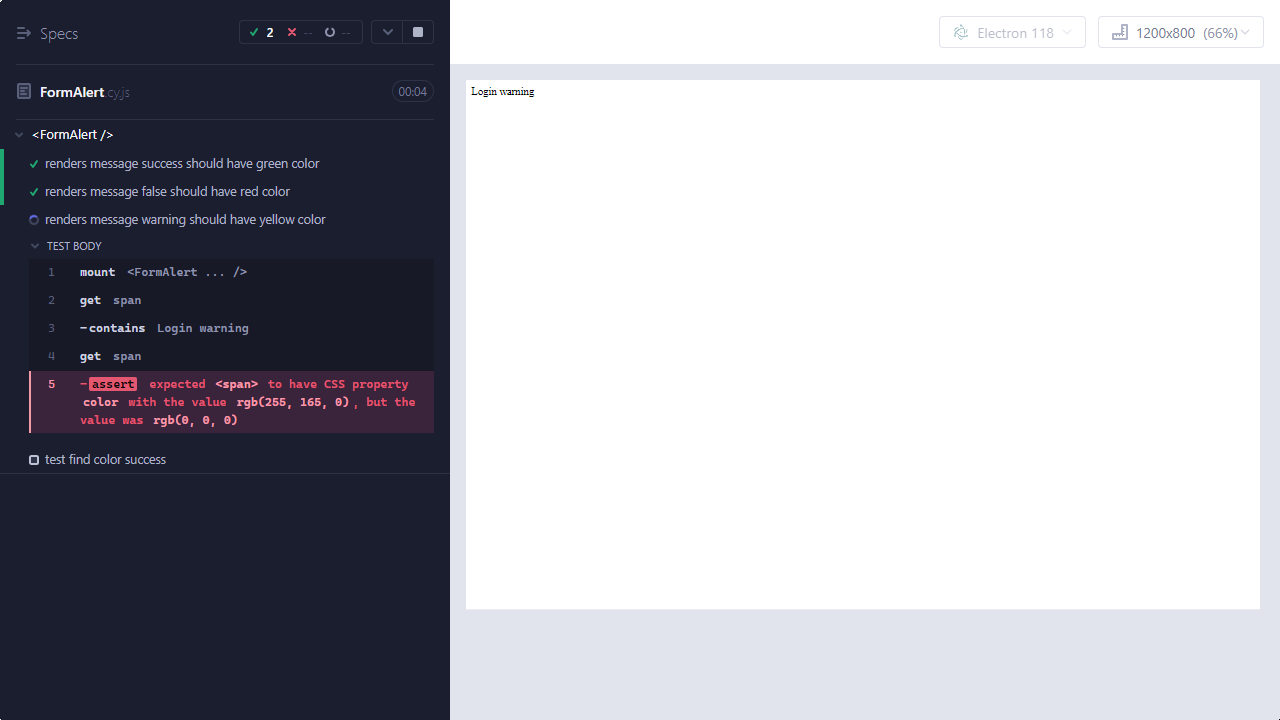 Specs
2
--
--
Electron 118
1200x800 (66%)
FormAlert.cy.js
00:04
Login warning
<FormAlert />
renders message success should have green color
renders message false should have red color
renders message warning should have yellow color
TEST BODY
1 mount <FormAlert ... />
2 get span
3 -contains Login warning
4 get span
5 -assert expected <span> to have CSS property
color with the value rgb(255, 165, 0), but the
value was rgb(0, 0, 0)
test find color success